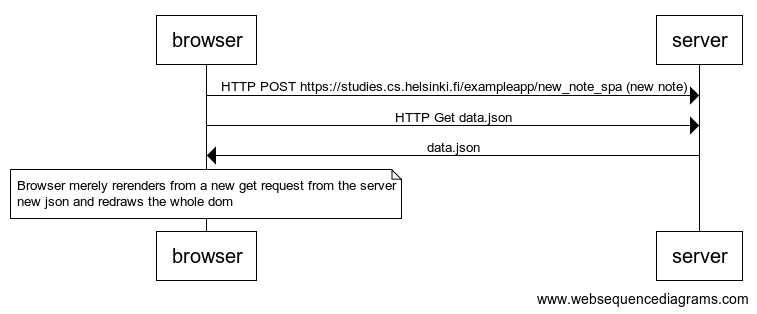 browser
server
HTTP POST https://studies.cs.helsinki.fi/exampleapp/new_note_spa (new note)
HTTP Get data.json
data.json
Browser merely rerenders from a new get request from the server
new json and redraws the whole dom
browser
server
www.websequencediagrams.com